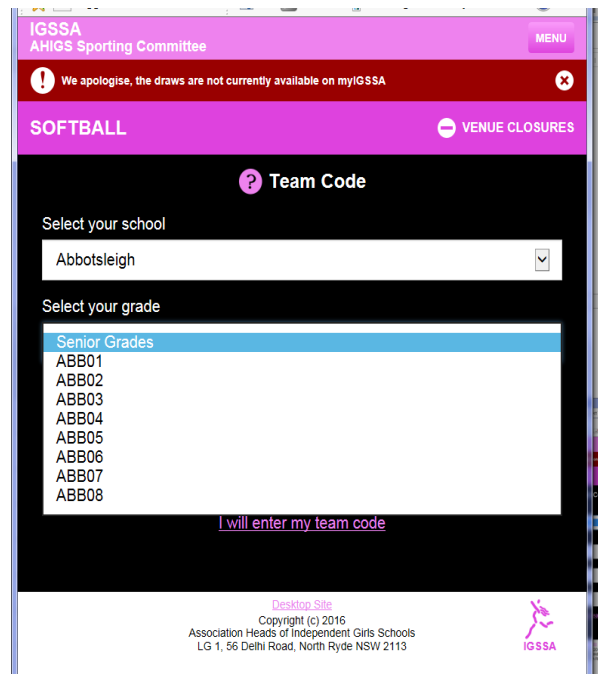 IGSSA
AHIGS Sporting Committee
MENU
We apologise, the draws are not currently available on myIGSSA
SOFTBALL
VENUE CLOSURES
? Team Code
Select your school
Abbotsleigh
Select your grade
Senior Grades
ABB01
ABB02
ABB03
ABB04
ABB05
ABB06
ABB07
ABB08
I will enter my team code
Desktop Site
Copyright (c) 2016
Association Heads of Independent Girls Schools
LG 1, 56 Delhi Road, North Ryde NSW 2113
IGSSA